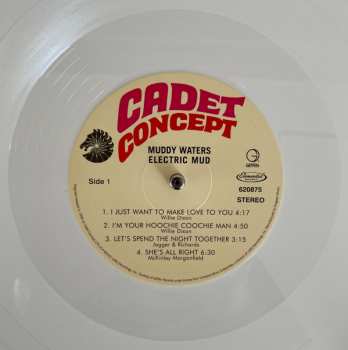 CADET
CONCEPT
MUDDY WATERS
ELECTRIC MUD
Side 1
GEFFEN
620875
STEREO
1. I JUST WANT TO MAKE LOVE TO YOU 4:17
Willie Dixon
2. I'M YOUR HOOCHIE COOCHIE MAN 4:50
Willie Dixon
3. LET'S SPEND THE NIGHT TOGETHER 3:15
Jagger & Richards
4. SHE'S ALL RIGHT 6:30
McKinley Morganfield